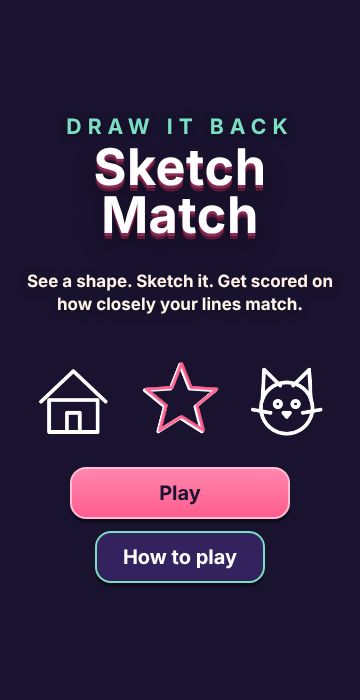 DRAW IT BACK
Sketch
Match
See a shape. Sketch it. Get scored on
how closely your lines match.
Play
How to play